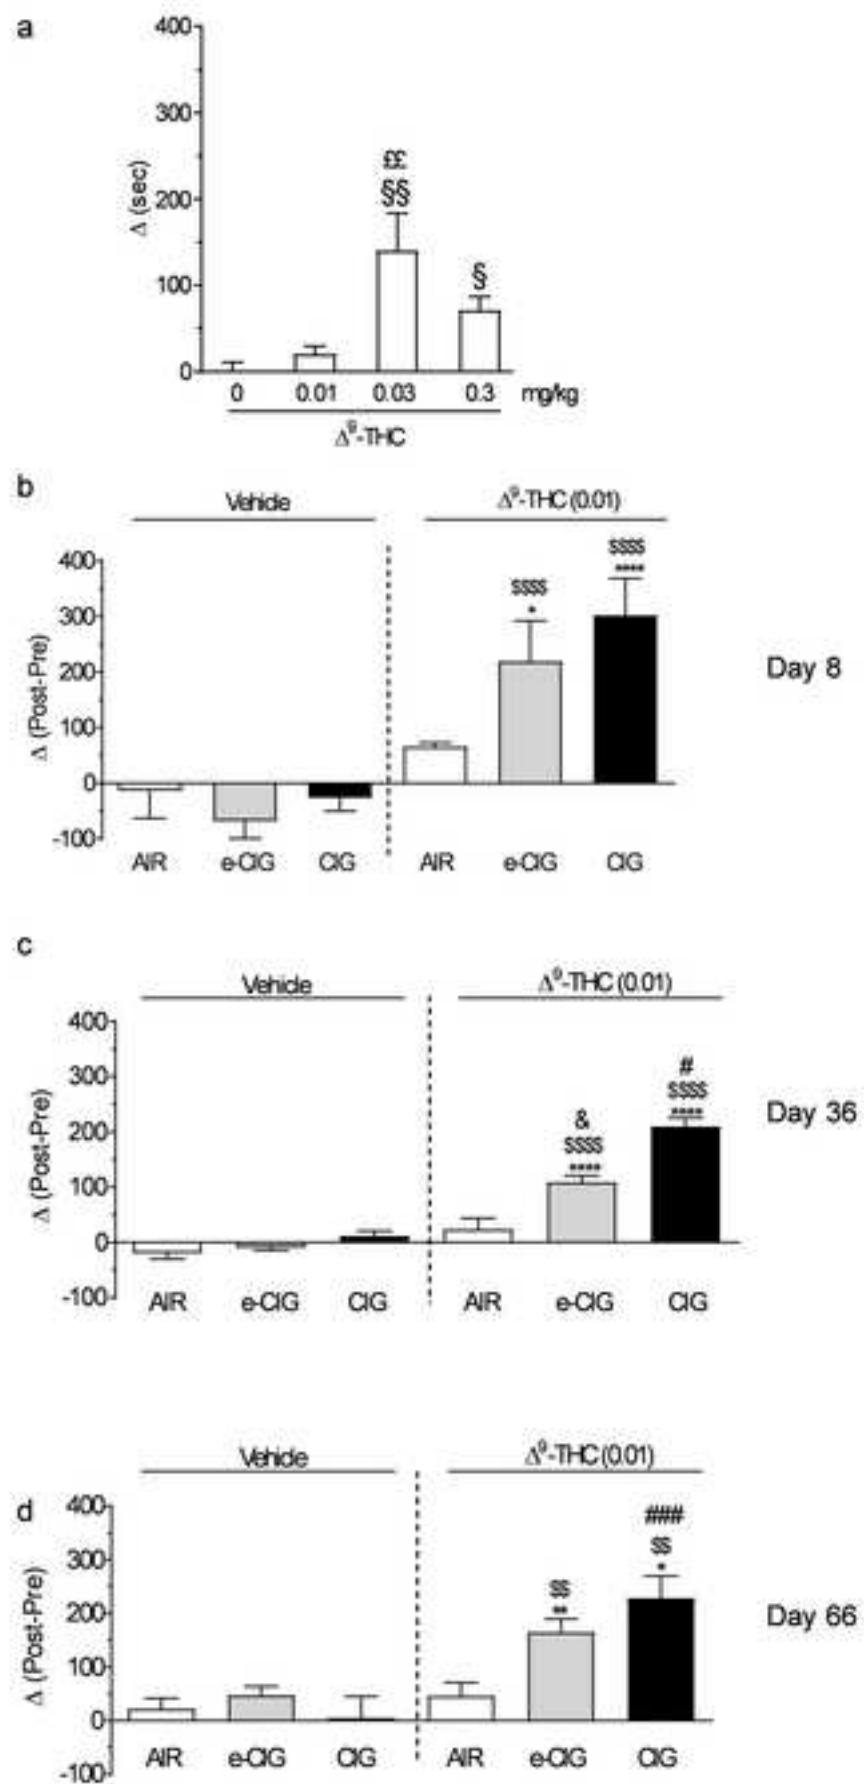 a
400
300
££
§§
200
§
100
0
Δ (sec)
0 0.01 0.03 0.3 mg/kg
Δ⁹-THC
b
Vehicle Δ⁹-THC (0.01)
$$$$
****
$$$$
*
400
300
200
100
0
-100
Δ (Post-Pre)
Day 8
AIR e-CIG CIG AIR e-CIG CIG
c
Vehicle Δ⁹-THC (0.01)
#
$$$$
****
&
$$$$
****
400
300
200
100
0
-100
Δ (Post-Pre)
Day 36
AIR e-CIG CIG AIR e-CIG CIG
Vehicle Δ⁹-THC (0.01)
d
###
$$
*
$$
**
400
300
200
100
0
-100
Δ (Post-Pre)
Day 66
AIR e-CIG CIG AIR e-CIG CIG